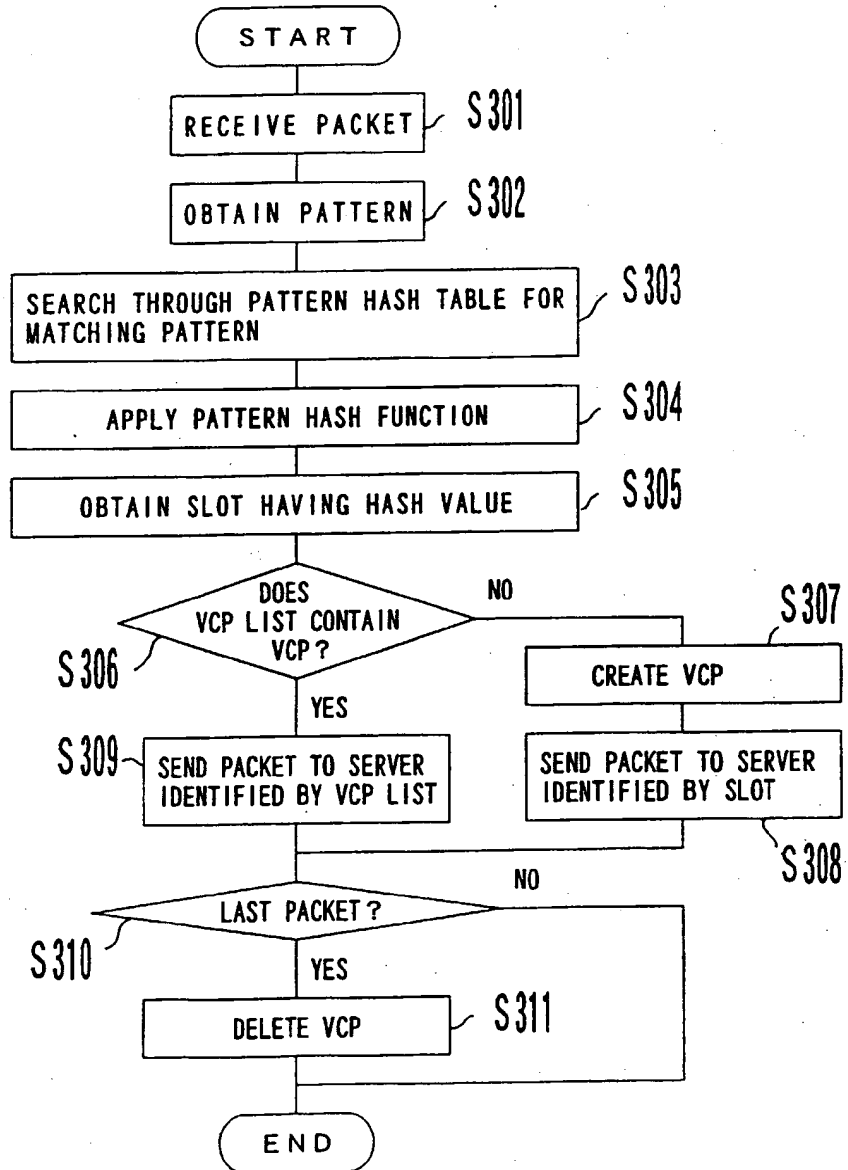 START
RECEIVE PACKET
S301
OBTAIN PATTERN
S302
SEARCH THROUGH PATTERN HASH TABLE FOR
MATCHING PATTERN
S303
APPLY PATTERN HASH FUNCTION
S304
OBTAIN SLOT HAVING HASH VALUE
S305
DOES
VCP LIST CONTAIN
VCP?
S306
NO
YES
S307
CREATE VCP
S309
SEND PACKET TO SERVER
IDENTIFIED BY VCP LIST
SEND PACKET TO SERVER
IDENTIFIED BY SLOT
S308
LAST PACKET?
NO
S310
YES
DELETE VCP
S311
END